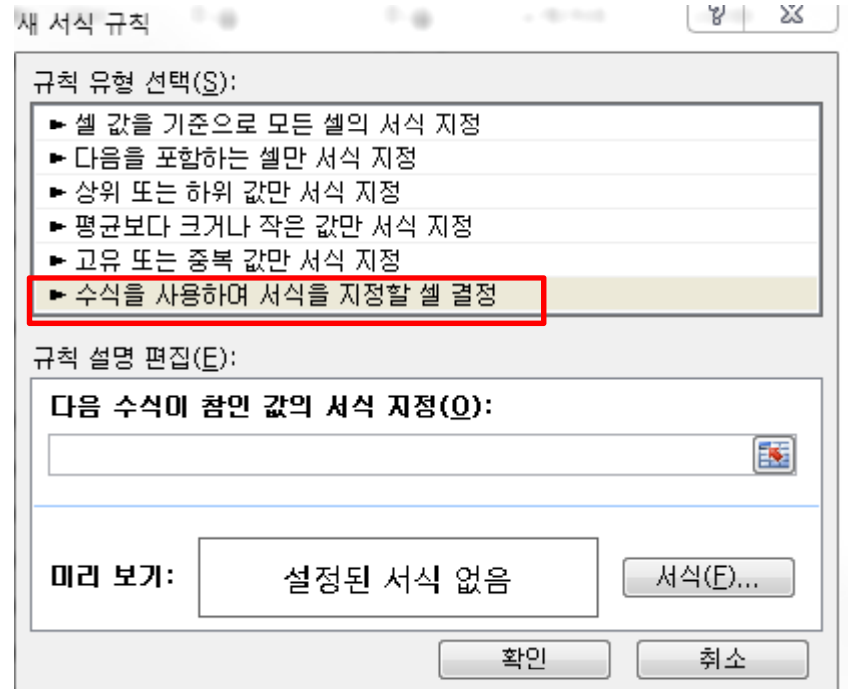 새 서식 규칙
규칙 유형 선택(S):
► 셀 값을 기준으로 모든 셀의 서식 지정
► 다음을 포함하는 셀만 서식 지정
► 상위 또는 하위 값만 서식 지정
► 평균보다 크거나 작은 값만 서식 지정
► 고유 또는 중복 값만 서식 지정
► 수식을 사용하여 서식을 지정할 셀 결정
규칙 설명 편집(E):
다음 수식이 참인 값의 서식 지정(O):
미리 보기: 설정된 서식 없음 서식(F)...
확인 취소